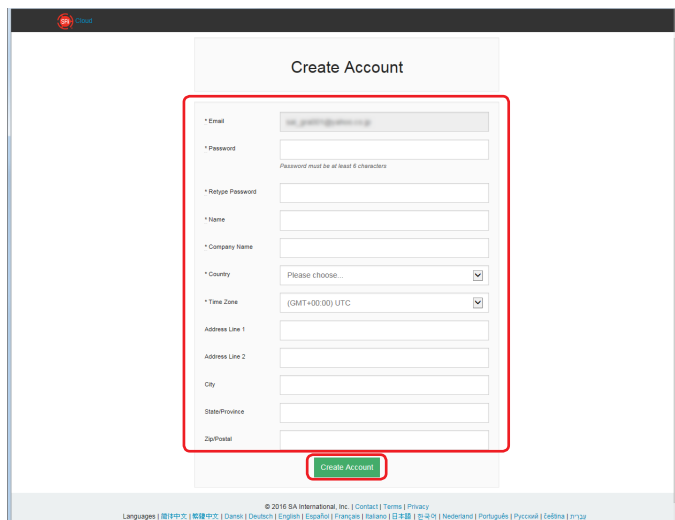 SAi Cloud
Create Account
* Email
* Password
Password must be at least 6 characters
* Retype Password
* Name
* Company Name
* Country Please choose...
* Time Zone (GMT+00:00) UTC
Address Line 1
Address Line 2
City
State/Province
Zip/Postal
Create Account
© 2016 SA International, Inc. | Contact | Terms | Privacy
Languages | 简体中文 | 繁體中文 | Dansk | Deutsch | English | Español | Français | Italiano |日本語 | 한국어 | Nederland | Português | Русский | Čeština | עברית